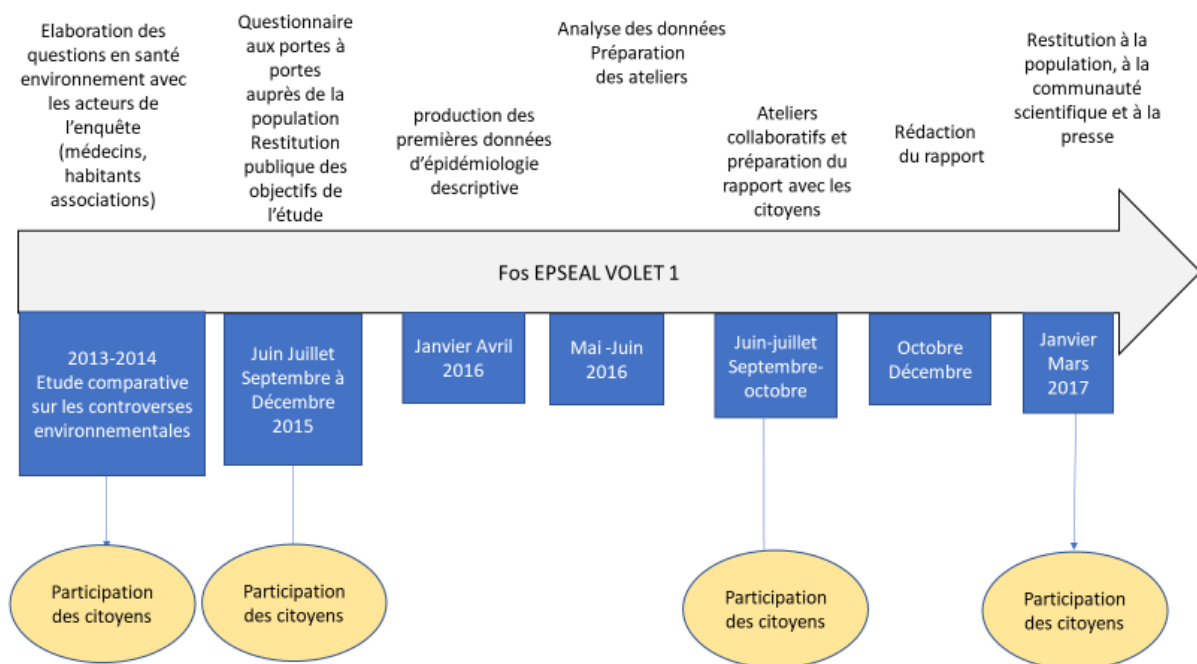 Elaboration des
questions en santé
environnement avec
les acteurs de
l'enquête
(médecins,
habitants
associations)
Questionnaire
aux portes à
portes
auprès de la
population
Restitution
publique des
objectifs de
l'étude
production des
premières données
d'épidémiologie
descriptive
Analyse des données
Préparation
des ateliers
Ateliers
collaboratifs et
préparation du
rapport avec les
citoyens
Rédaction
du rapport
Restitution à la
population, à la
communauté
scientifique et à la
presse
Fos EPSEAL VOLET 1
2013-2014
Etude comparative
sur les controverses
environnementales
Juin Juillet
Septembre à
Décembre
2015
Janvier Avril
2016
Mai -Juin
2016
Juin-juillet
Septembre-
octobre
Octobre
Décembre
Janvier
Mars
2017
Participation
des citoyens
Participation
des citoyens
Participation
des citoyens
Participation
des citoyens